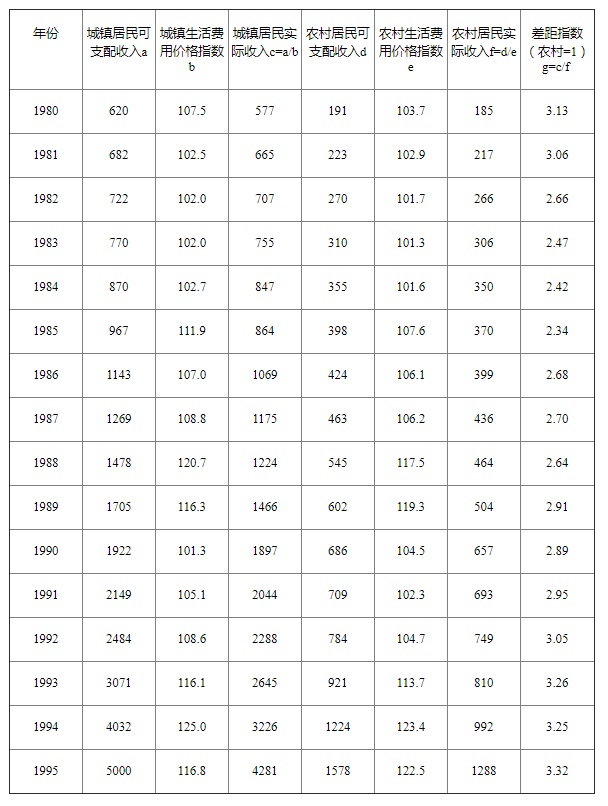 年份 城镇居民可支配收入a 城镇生活费用价格指数b 城镇居民实际收入c=a/b 农村居民可支配收入d 农村生活费用价格指数e 农村居民实际收入f=d/e 差距指数（农村=1）g=c/f
1980 620 107.5 577 191 103.7 185 3.13
1981 682 102.5 665 223 102.9 217 3.06
1982 722 102.0 707 270 101.7 266 2.66
1983 770 102.0 755 310 101.3 306 2.47
1984 870 102.7 847 355 101.6 350 2.42
1985 967 111.9 864 398 107.6 370 2.34
1986 1143 107.0 1069 424 106.1 399 2.68
1987 1269 108.8 1175 463 106.2 436 2.70
1988 1478 120.7 1224 545 117.5 464 2.64
1989 1705 116.3 1466 602 119.3 504 2.91
1990 1922 101.3 1897 686 104.5 657 2.89
1991 2149 105.1 2044 709 102.3 693 2.95
1992 2484 108.6 2288 784 104.7 749 3.05
1993 3071 116.1 2645 921 113.7 810 3.26
1994 4032 125.0 3226 1224 123.4 992 3.25
1995 5000 116.8 4281 1578 122.5 1288 3.32